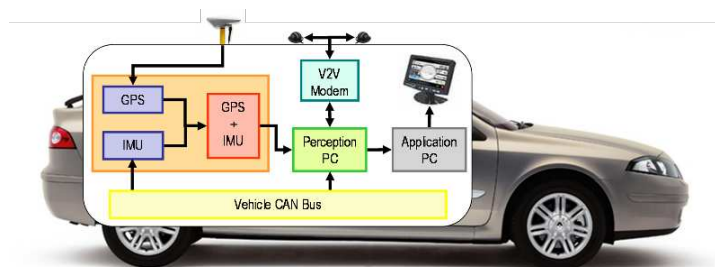 GPS
IMU
GPS
+
IMU
V2V
Modem
Perception
PC
Application
PC
Vehicle CAN Bus